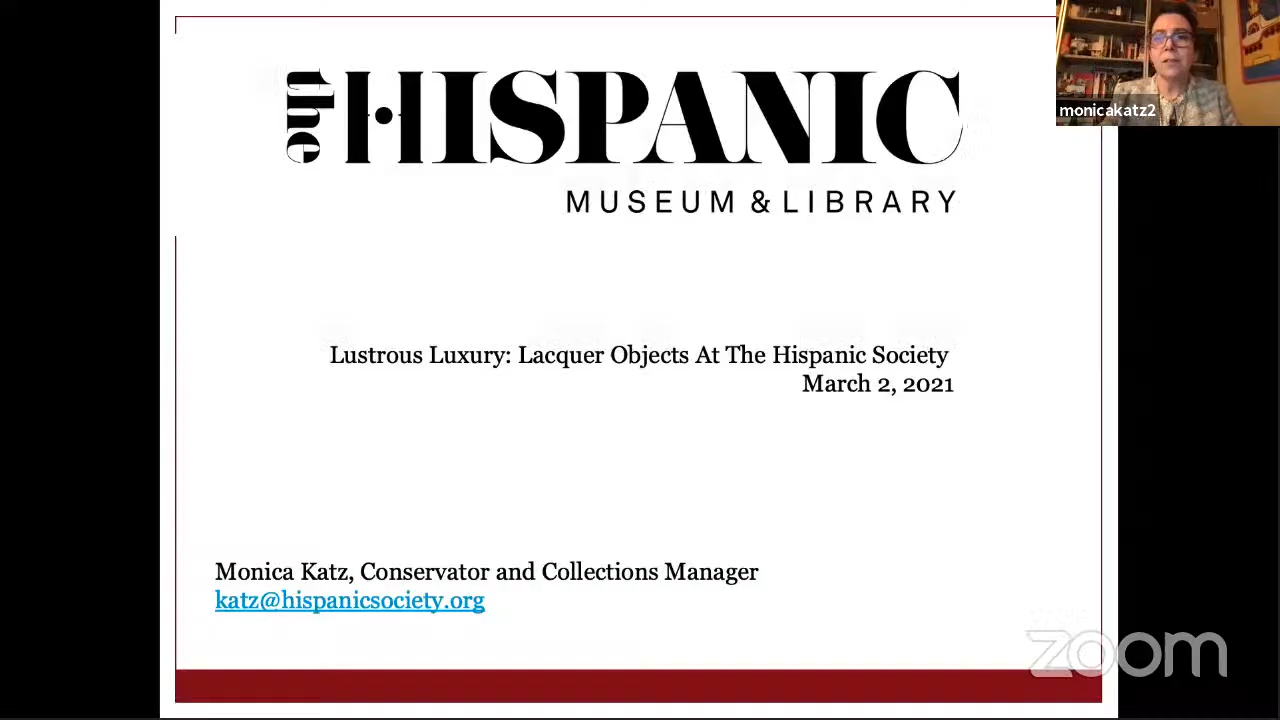 the HISPANIC
MUSEUM & LIBRARY
monicakatz2
Lustrous Luxury: Lacquer Objects At The Hispanic Society
March 2, 2021
Monica Katz, Conservator and Collections Manager
katz@hispanicsociety.org
zoom